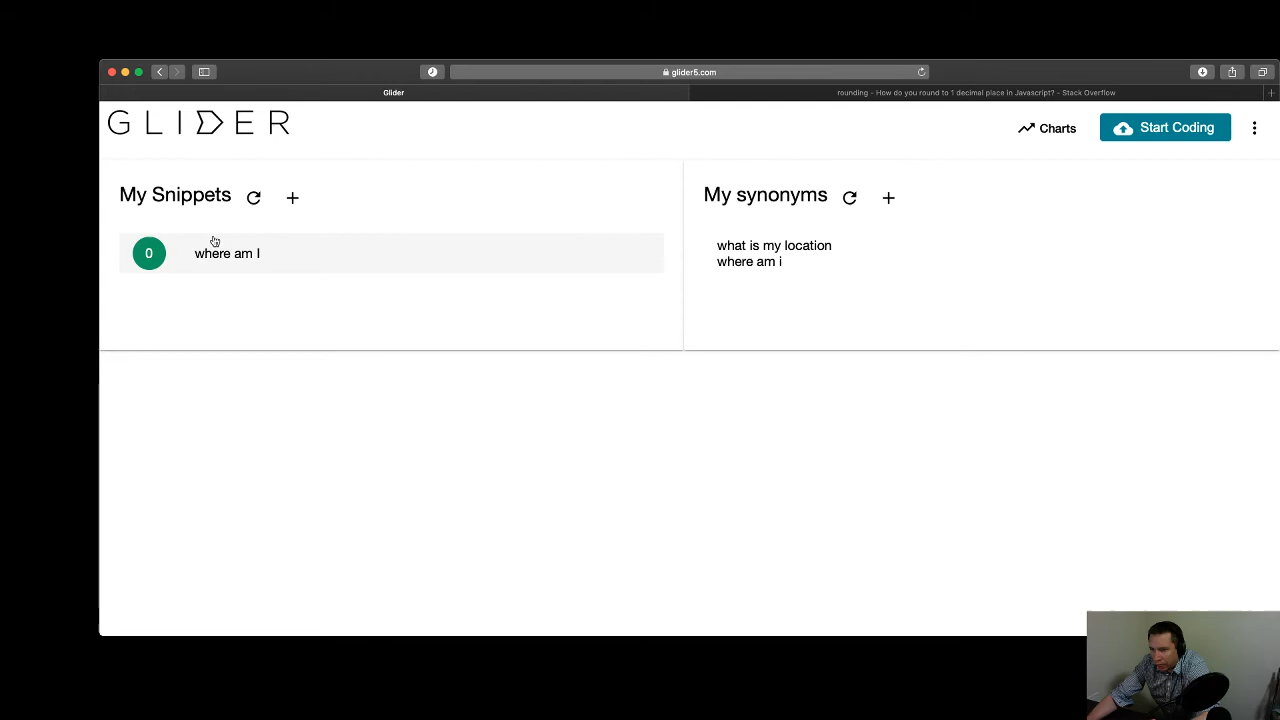 glider5.com
Glider
rounding - How do you round to 1 decimal place in Javascript? - Stack Overflow
GLIDER
Charts
Start Coding
My Snippets
My synonyms
0
where am I
what is my location
where am i